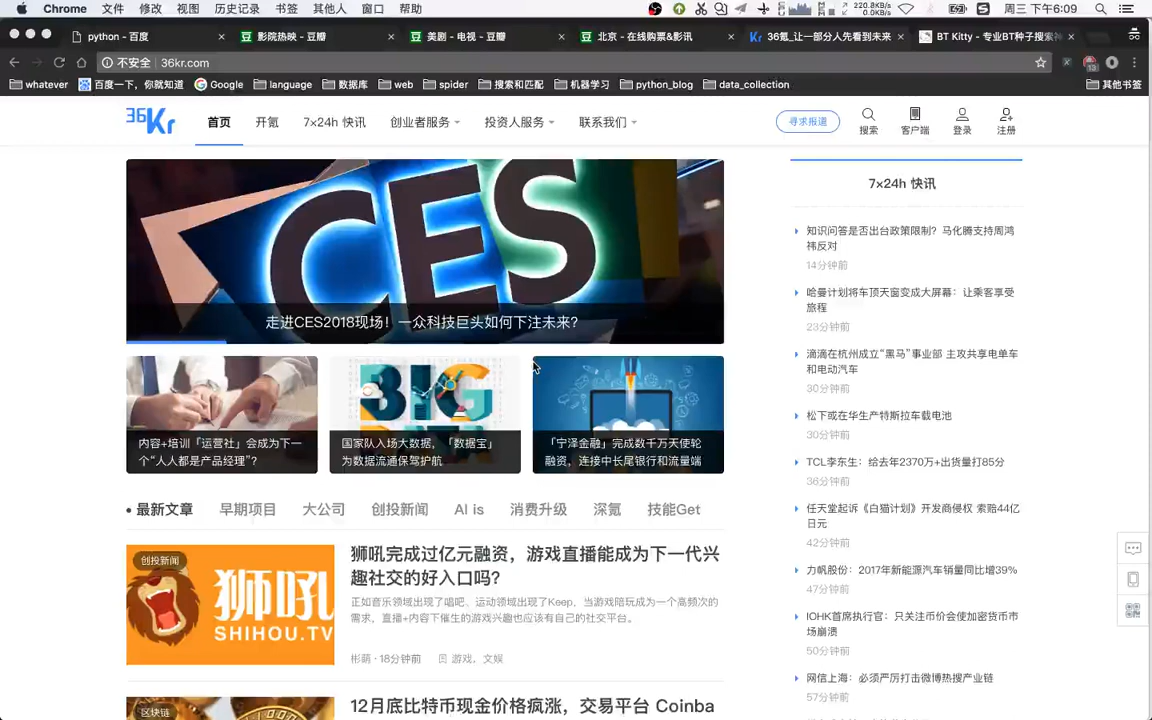 Chrome 文件 修改 视图 历史记录 书签 其他人 窗口 帮助
220.8KB/s
0.0KB/s
周三 下午6:09
python - 百度
影院热映 - 豆瓣
美剧 - 电视 - 豆瓣
北京 - 在线购票&影讯
36氪_让一部分人先看到未来
BT Kitty - 专业BT种子搜索神
不安全 36kr.com
13
whatever 百度一下，你就知道 Google language 数据库 web spider 搜索和匹配 机器学习 python_blog data_collection 其他书签
36Kr 首页 开氪 7×24h 快讯 创业者服务 投资人服务 联系我们 寻求报道 搜索 客户端 登录 注册
CES
走进CES2018现场！一众科技巨头如何下注未来？
内容+培训「运营社」会成为下一
个“人人都是产品经理”？
国家队入场大数据，「数据宝」
为数据流通保驾护航
「宁泽金融」完成数千万天使轮
融资，连接中长尾银行和流量端
最新文章 早期项目 大公司 创投新闻 AI is 消费升级 深氪 技能Get
创投新闻
狮吼
SHIHOU.TV
狮吼完成过亿元融资，游戏直播能成为下一代兴
趣社交的好入口吗？
正如音乐领域出现了唱吧、运动领域出现了Keep，当游戏陪玩成为一个高频次的
需求，直播+内容下催生的游戏兴趣也应该有自己的社交平台。
彬萌 · 18分钟前 游戏，文娱
区块链
12月底比特币现金价格疯涨，交易平台 Coinba
7×24h 快讯
知识问答是否出台政策限制？马化腾支持周鸿
祎反对
14分钟前
哈曼计划将车顶天窗变成大屏幕：让乘客享受
旅程
23分钟前
滴滴在杭州成立“黑马”事业部 主攻共享电单车
和电动汽车
30分钟前
松下或在华生产特斯拉车载电池
30分钟前
TCL李东生：给去年2370万+出货量打85分
36分钟前
任天堂起诉《白猫计划》开发商侵权 索赔44亿
日元
42分钟前
力帆股份：2017年新能源汽车销量同比增39%
47分钟前
IOHK首席执行官：只关注币价会使加密货币市
场崩溃
50分钟前
网信上海：必须严厉打击微博热搜产业链
57分钟前